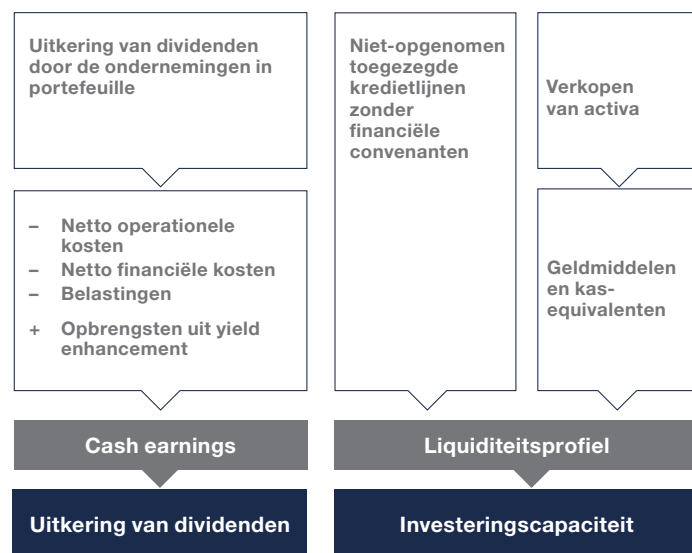 Uitkering van dividenden
door de ondernemingen in
portefeuille
– Netto operationele
kosten
– Netto financiële kosten
– Belastingen
+ Opbrengsten uit yield
enhancement
Cash earnings
Uitkering van dividenden
Niet-opgenomen
toegezegde
kredietlijnen
zonder
financiële
convenanten
Verkopen
van activa
Geldmiddelen
en kas-
equivalenten
Liquiditeitsprofiel
Investeringscapaciteit